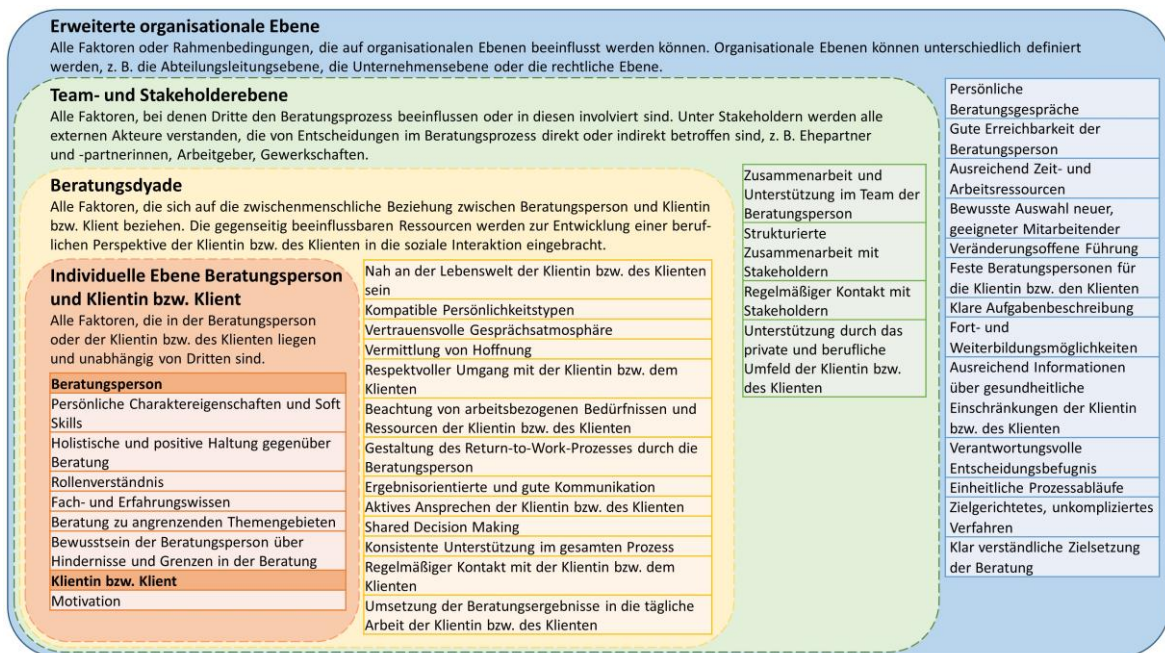 Erweiterte organisationale Ebene
Alle Faktoren oder Rahmenbedingungen, die auf organisationalen Ebenen beeinflusst werden können. Organisationale Ebenen können unterschiedlich definiert
werden, z. B. die Abteilungsleitungsebene, die Unternehmensebene oder die rechtliche Ebene.
Team- und Stakeholderebene
Alle Faktoren, bei denen Dritte den Beratungsprozess beeinflussen oder in diesen involviert sind. Unter Stakeholdern werden alle
externen Akteure verstanden, die von Entscheidungen im Beratungsprozess direkt oder indirekt betroffen sind, z. B. Ehepartner
und -partnerinnen, Arbeitgeber, Gewerkschaften.
Beratungsdyade
Alle Faktoren, die sich auf die zwischenmenschliche Beziehung zwischen Beratungsperson und Klientin
bzw. Klient beziehen. Die gegenseitig beeinflussbaren Ressourcen werden zur Entwicklung einer beruf-
lichen Perspektive der Klientin bzw. des Klienten in die soziale Interaktion eingebracht.
Individuelle Ebene Beratungsperson
und Klientin bzw. Klient
Alle Faktoren, die in der Beratungsperson
oder der Klientin bzw. des Klienten liegen
und unabhängig von Dritten sind.
Beratungsperson
Persönliche Charaktereigenschaften und Soft
Skills
Holistische und positive Haltung gegenüber
Beratung
Rollenverständnis
Fach- und Erfahrungswissen
Beratung zu angrenzenden Themengebieten
Bewusstsein der Beratungsperson über
Hindernisse und Grenzen in der Beratung
Klientin bzw. Klient
Motivation
Nah an der Lebenswelt der Klientin bzw. des Klienten
sein
Kompatible Persönlichkeitstypen
Vertrauensvolle Gesprächsatmosphäre
Vermittlung von Hoffnung
Respektvoller Umgang mit der Klientin bzw. dem
Klienten
Beachtung von arbeitsbezogenen Bedürfnissen und
Ressourcen der Klientin bzw. des Klienten
Gestaltung des Return-to-Work-Prozesses durch die
Beratungsperson
Ergebnisorientierte und gute Kommunikation
Aktives Ansprechen der Klientin bzw. des Klienten
Shared Decision Making
Konsistente Unterstützung im gesamten Prozess
Regelmäßiger Kontakt mit der Klientin bzw. dem
Klienten
Umsetzung der Beratungsergebnisse in die tägliche
Arbeit der Klientin bzw. des Klienten
Zusammenarbeit und
Unterstützung im Team der
Beratungsperson
Strukturierte
Zusammenarbeit mit
Stakeholdern
Regelmäßiger Kontakt mit
Stakeholdern
Unterstützung durch das
private und berufliche
Umfeld der Klientin bzw.
des Klienten
Persönliche
Beratungsgespräche
Gute Erreichbarkeit der
Beratungsperson
Ausreichend Zeit- und
Arbeitsressourcen
Bewusste Auswahl neuer,
geeigneter Mitarbeitender
Veränderungsoffene Führung
Feste Beratungspersonen für
die Klientin bzw. den Klienten
Klare Aufgabenbeschreibung
Fort- und
Weiterbildungsmöglichkeiten
Ausreichend Informationen
über gesundheitliche
Einschränkungen der Klientin
bzw. des Klienten
Verantwortungsvolle
Entscheidungsbefugnis
Einheitliche Prozessabläufe
Zielgerichtetes, unkompliziertes
Verfahren
Klar verständliche Zielsetzung
der Beratung